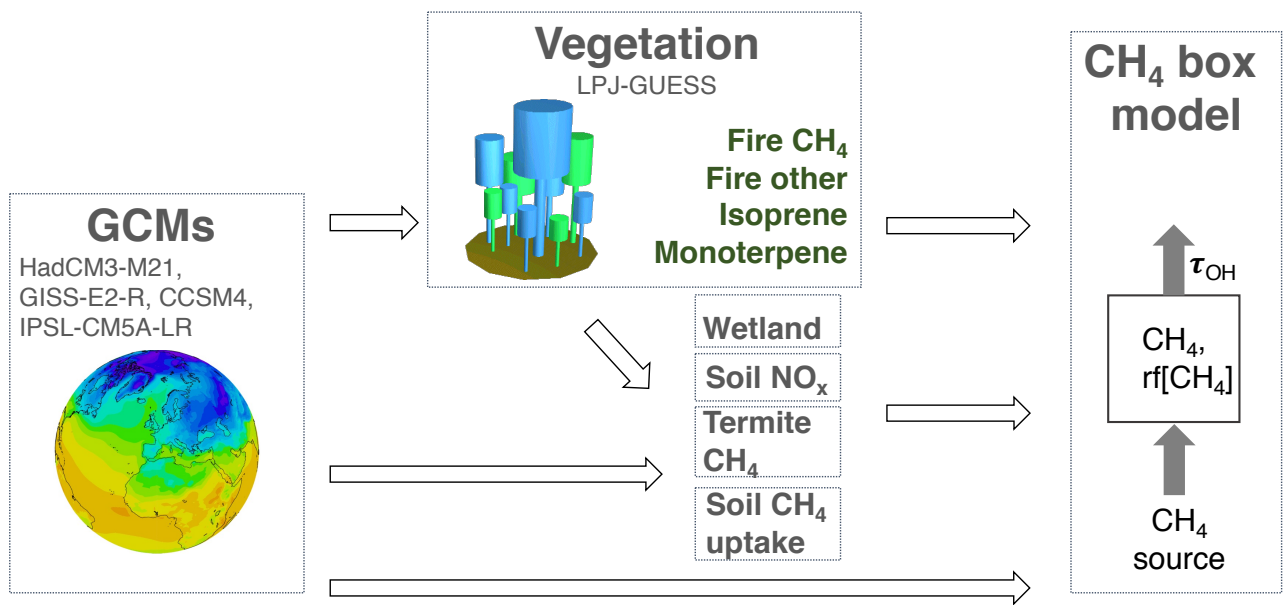 GCMs
HadCM3-M21,
GISS-E2-R, CCSM4,
IPSL-CM5A-LR
Vegetation
LPJ-GUESS
Fire CH₄
Fire other
Isoprene
Monoterpene
Wetland
Soil NOₓ
Termite
CH₄
Soil CH₄
uptake
CH₄ box
model
τOH
CH₄,
rf[CH₄]
CH₄
source